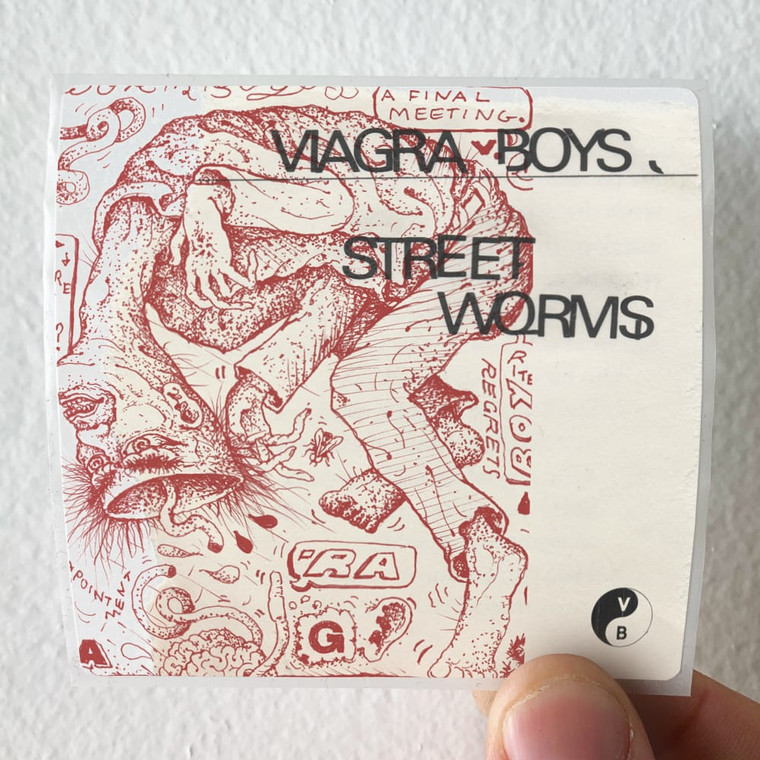 A FINAL
MEETING.
VIAGRA BOYS
STREET
WORMS
REGRETS
BOY
'RA
G
A
V
B